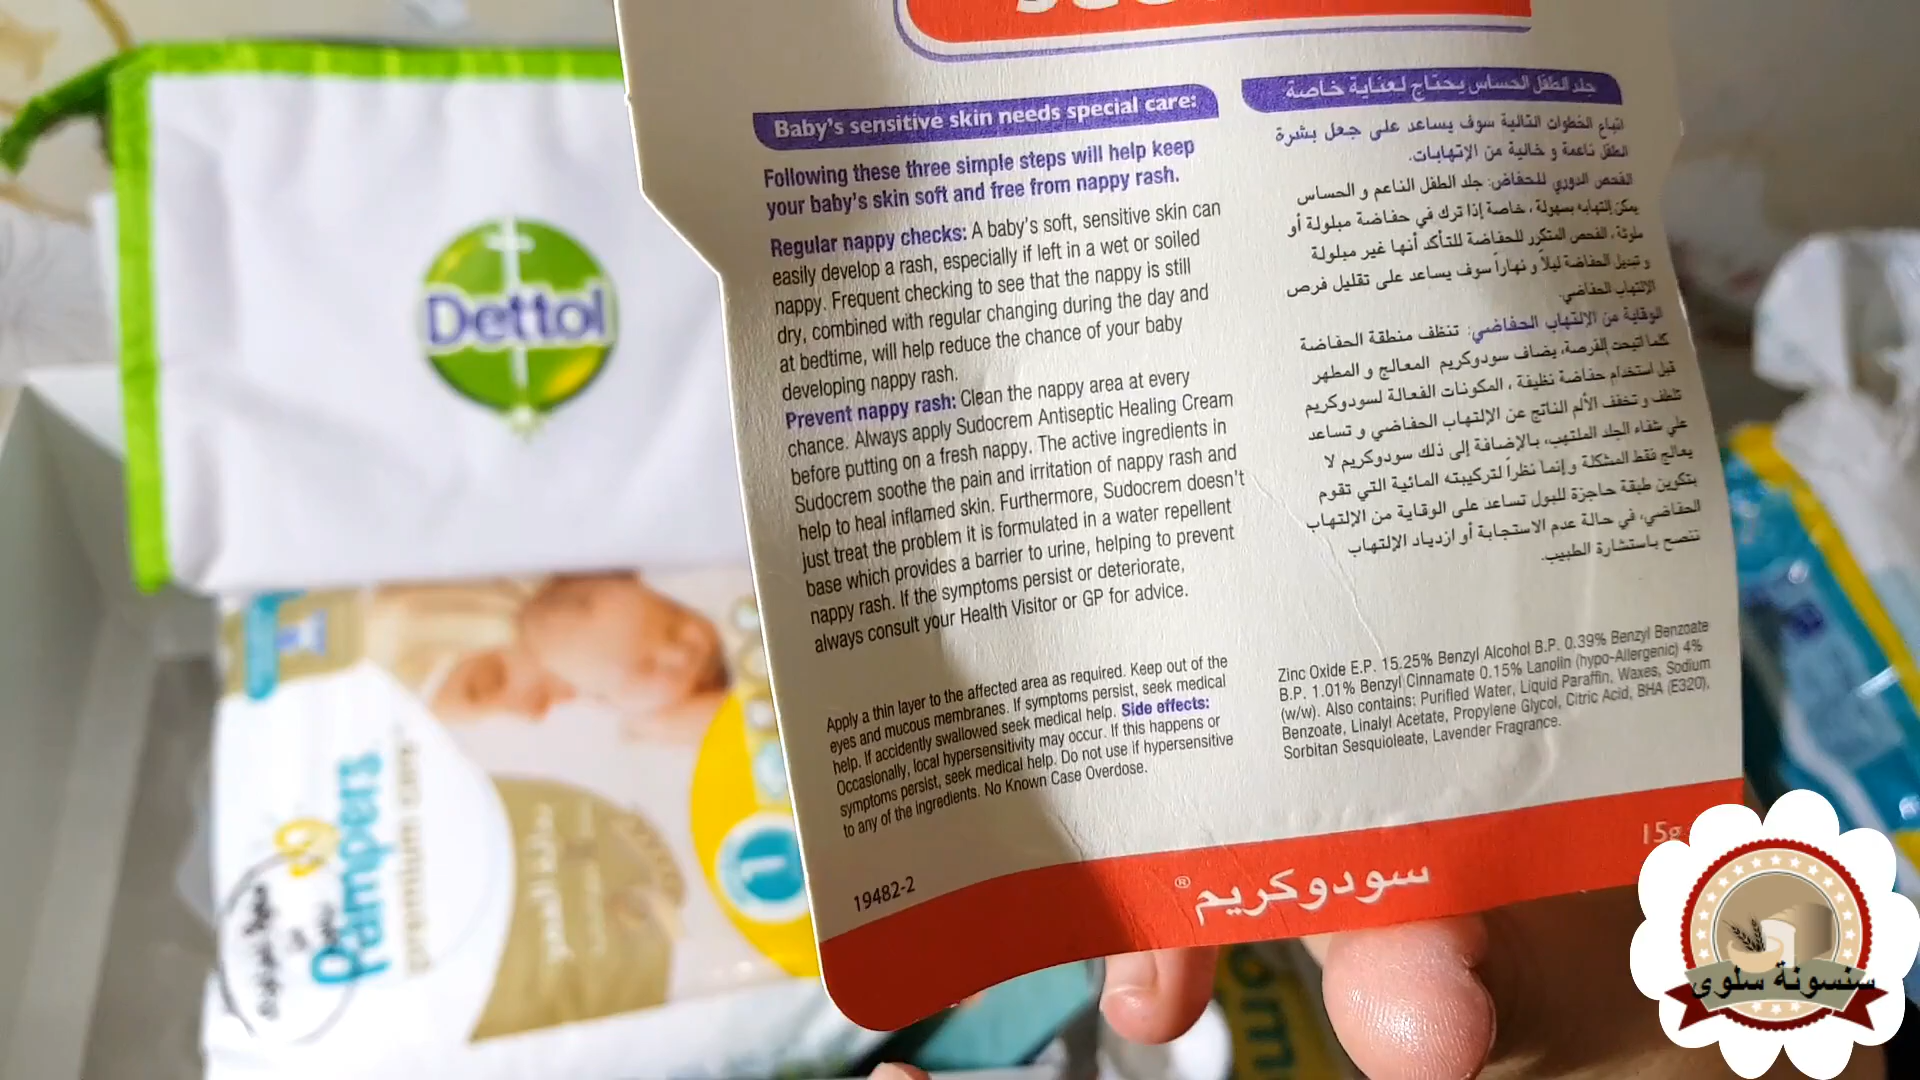 Dettol
Baby's sensitive skin needs special care:
Following these three simple steps will help keep
your baby's skin soft and free from nappy rash.
Regular nappy checks: A baby's soft, sensitive skin can
easily develop a rash, especially if left in a wet or soiled
nappy. Frequent checking to see that the nappy is still
dry, combined with regular changing during the day and
at bedtime, will help reduce the chance of your baby
developing nappy rash.
Prevent nappy rash: Clean the nappy area at every
chance. Always apply Sudocrem Antiseptic Healing Cream
before putting on a fresh nappy. The active ingredients in
Sudocrem soothe the pain and irritation of nappy rash and
help to heal inflamed skin. Furthermore, Sudocrem doesn't
just treat the problem it is formulated in a water repellent
base which provides a barrier to urine, helping to prevent
nappy rash. If the symptoms persist or deteriorate,
always consult your Health Visitor or GP for advice.
Apply a thin layer to the affected area as required. Keep out of the
eyes and mucous membranes. If symptoms persist, seek medical
help. If accidently swallowed seek medical help. Side effects:
Occasionally, local hypersensitivity may occur. If this happens or
symptoms persist, seek medical help. Do not use if hypersensitive
to any of the ingredients. No Known Case Overdose.
19482-2
جلد الطفل الحساس يحتاج لعناية خاصة
اتباع الخطوات التالية سوف يساعد على جعل بشرة
الطفل ناعمة و خالية من الإلتهابات.
الفحص الدوري للحفاض: جلد الطفل الناعم و الحساس
يمكن إلتهابه بسهولة، خاصة إذا ترك في حفاضة مبلولة أو
ملوثة، الفحص المتكرر للحفاضة للتأكد أنها غير مبلولة
و تبديل الحفاضة ليلاً و نهاراً سوف يساعد على تقليل فرص
الإلتهاب الحفاضي.
الوقاية من الإلتهاب الحفاضي: تنظف منطقة الحفاضة
كلما اتيحت الفرصة، يضاف سودوكريم المعالج و المطهر
قبل استخدام حفاضة نظيفة، المكونات الفعالة لسودوكريم
تلطف و تخفف الألم الناتج عن الإلتهاب الحفاضي و تساعد
على شفاء الجلد الملتهب، بالإضافة إلى ذلك سودوكريم لا
يعالج فقط المشكلة و إنما نظراً لتركيبته المائية التي تقوم
بتكوين طبقة حاجزة للبول تساعد على الوقاية من الإلتهاب
الحفاضي، في حالة عدم الاستجابة أو ازدياد الإلتهاب
ننصح باستشارة الطبيب.
Zinc Oxide E.P. 15.25% Benzyl Alcohol B.P. 0.39% Benzyl Benzoate
B.P. 1.01% Benzyl Cinnamate 0.15% Lanolin (hypo-Allergenic) 4%
(w/w). Also contains: Purified Water, Liquid Paraffin, Waxes, Sodium
Benzoate, Linalyl Acetate, Propylene Glycol, Citric Acid, BHA (E320),
Sorbitan Sesquioleate, Lavender Fragrance.
15g
سودوكريم®
Pampers
premium care
1
سنسونة سلوى